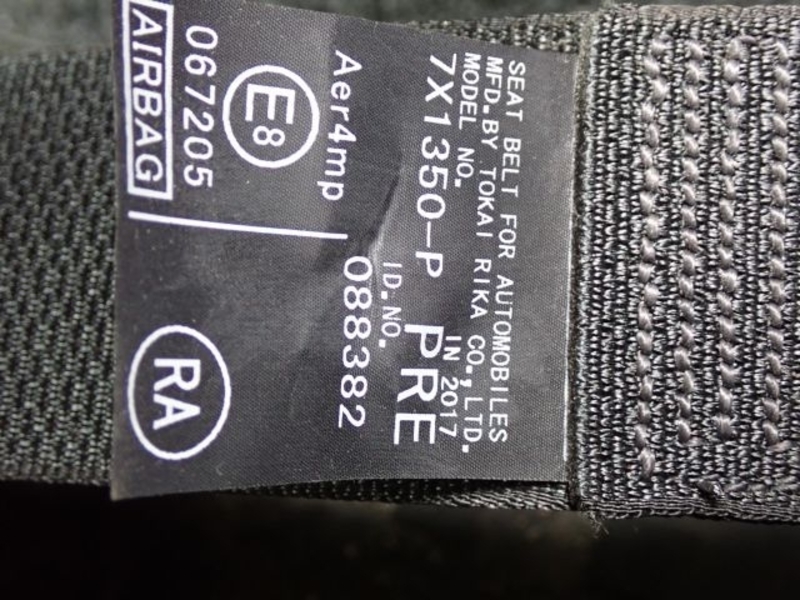 SEAT BELT FOR AUTOMOBILES
MFD.BY TOKAI RIKA CO.,LTD.
MODEL NO. IN 2017
7X1350-P PRE
ID.NO.
088382
Aer4mp
E8
067205
AIRBAG
RA